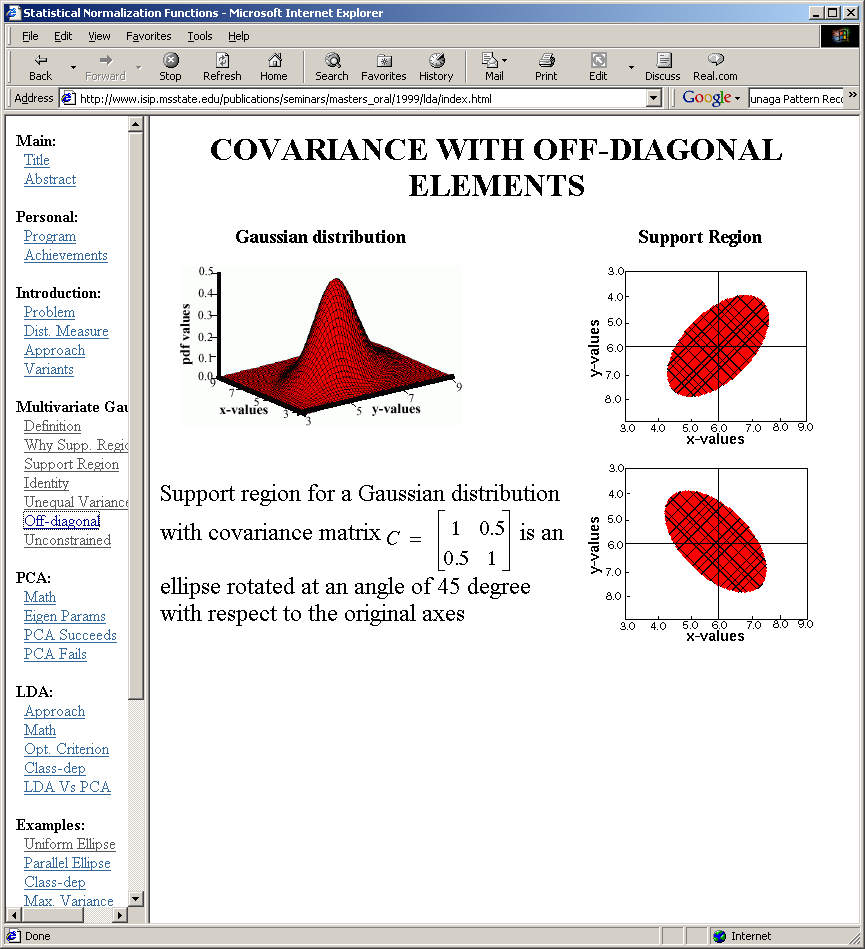 Statistical Normalization Functions - Microsoft Internet Explorer
File Edit View Favorites Tools Help
Back Forward Stop Refresh Home Search Favorites History Mail Print Edit Discuss Real.com
Address http://www.isip.msstate.edu/publications/seminars/masters_oral/1999/lda/index.html Google unaga Pattern Reco »
Main:
Title
Abstract
Personal:
Program
Achievements
Introduction:
Problem
Dist. Measure
Approach
Variants
Multivariate Gau
Definition
Why Supp. Regio
Support Region
Identity
Unequal Variance
Off-diagonal
Unconstrained
PCA:
Math
Eigen Params
PCA Succeeds
PCA Fails
LDA:
Approach
Math
Opt. Criterion
Class-dep
LDA Vs PCA
Examples:
Uniform Ellipse
Parallel Ellipse
Class-dep
Max. Variance
COVARIANCE WITH OFF-DIAGONAL
ELEMENTS
Gaussian distribution
pdf values
0.5
0.4
0.3
0.2
0.1
0.0
9 7 5 3
x-values
3 5 7 9
y-values
Support region for a Gaussian distribution
with covariance matrix C = [1 0.5
0.5 1] is an
ellipse rotated at an angle of 45 degree
with respect to the original axes
Support Region
y-values
3.0
4.0
5.0
6.0
7.0
8.0
3.0 4.0 5.0 6.0 7.0 8.0 9.0
x-values
y-values
3.0
4.0
5.0
6.0
7.0
8.0
3.0 4.0 5.0 6.0 7.0 8.0 9.0
x-values
Done Internet